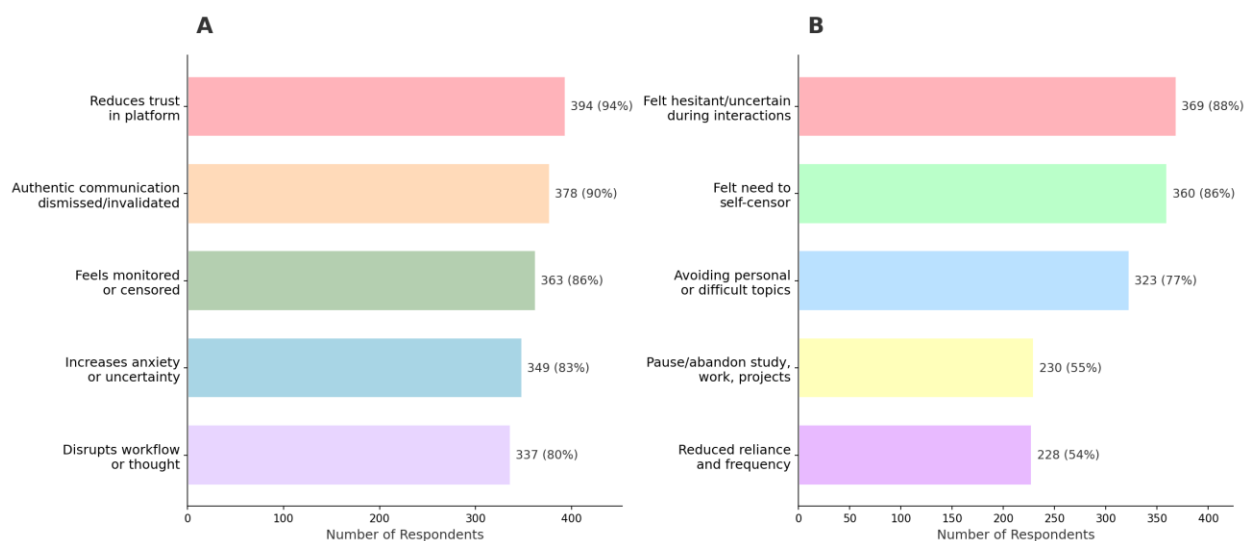 A
Reduces trust
in platform
394 (94%)
Authentic communication
dismissed/invalidated
378 (90%)
Feels monitored
or censored
363 (86%)
Increases anxiety
or uncertainty
349 (83%)
Disrupts workflow
or thought
337 (80%)
0 100 200 300 400
Number of Respondents
B
Felt hesitant/uncertain
during interactions
369 (88%)
Felt need to
self-censor
360 (86%)
Avoiding personal
or difficult topics
323 (77%)
Pause/abandon study,
work, projects
230 (55%)
Reduced reliance
and frequency
228 (54%)
0 50 100 150 200 250 300 350 400
Number of Respondents